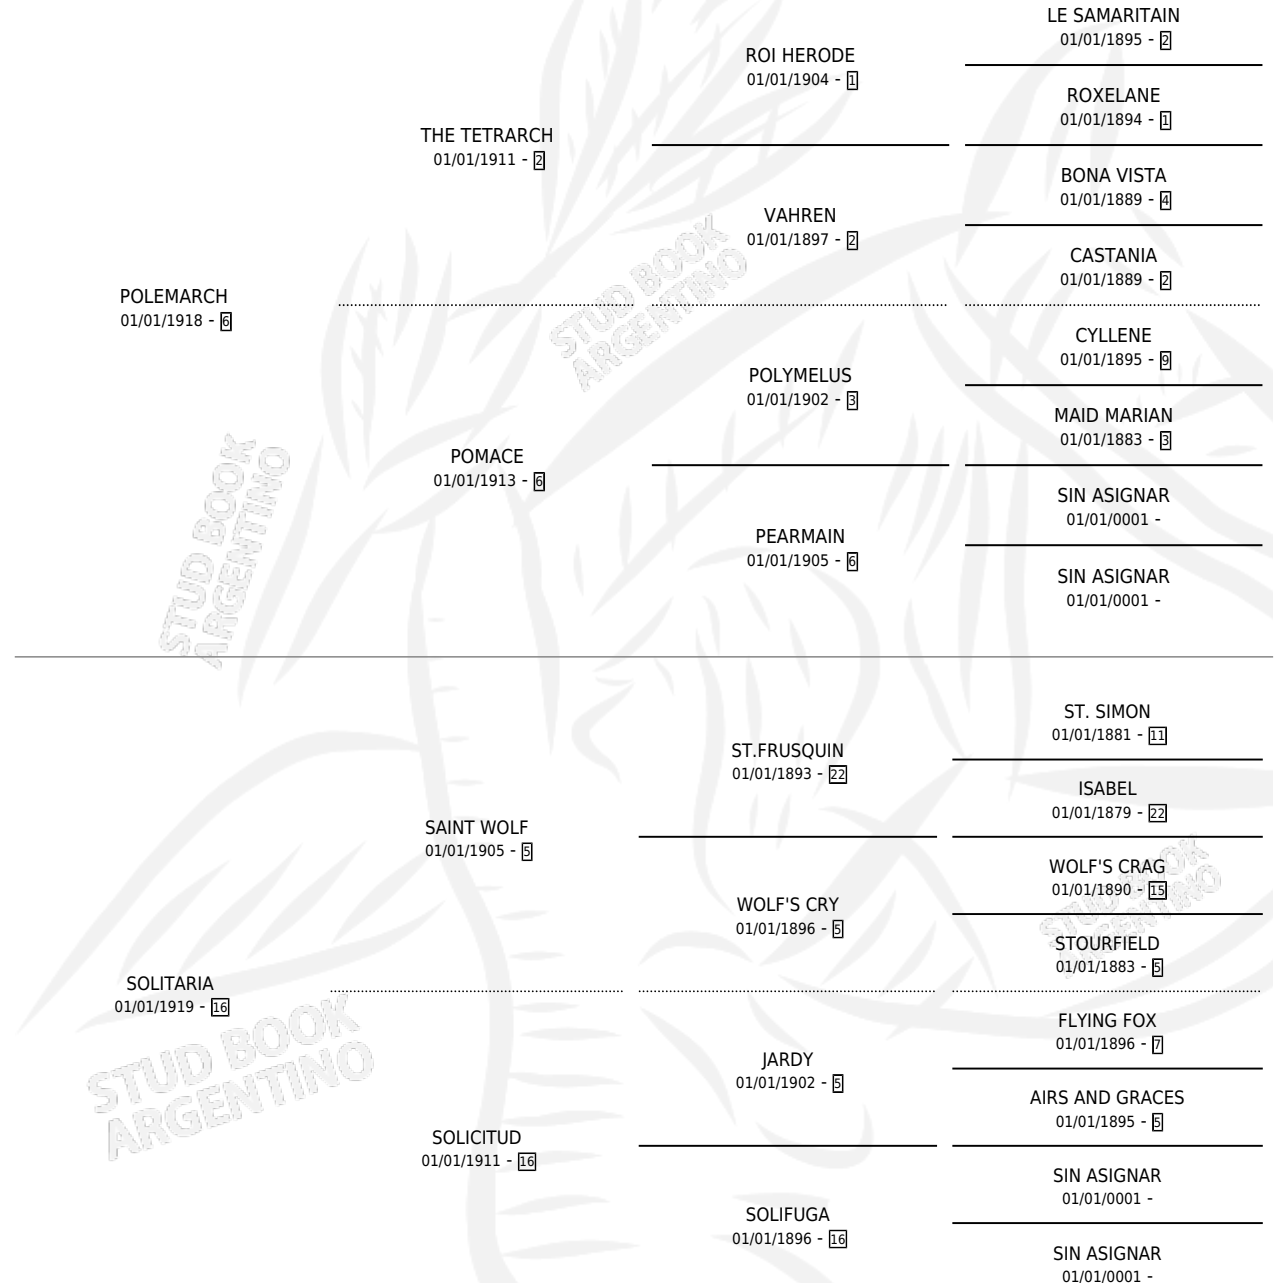 LE SAMARITAIN
01/01/1895 - 2
ROI HERODE
01/01/1904 - 1
ROXELANE
01/01/1894 - 1
THE TETRARCH
01/01/1911 - 2
BONA VISTA
01/01/1889 - 4
VAHREN
01/01/1897 - 2
CASTANIA
01/01/1889 - 2
POLEMARCH
01/01/1918 - 6
CYLLENE
01/01/1895 - 9
POLYMELUS
01/01/1902 - 3
MAID MARIAN
01/01/1883 - 3
POMACE
01/01/1913 - 6
SIN ASIGNAR
01/01/0001 -
PEARMAIN
01/01/1905 - 6
SIN ASIGNAR
01/01/0001 -
STUD BOOK
ARGENTINO
STUD BOOK
ARGENTINO
ST. SIMON
01/01/1881 - 11
ST.FRUSQUIN
01/01/1893 - 22
ISABEL
01/01/1879 - 22
SAINT WOLF
01/01/1905 - 5
WOLF'S CRAG
01/01/1890 - 15
WOLF'S CRY
01/01/1896 - 5
STOURFIELD
01/01/1883 - 5
STUD BOOK
ARGENTINO
SOLITARIA
01/01/1919 - 16
FLYING FOX
01/01/1896 - 7
JARDY
01/01/1902 - 5
AIRS AND GRACES
01/01/1895 - 5
STUD BOOK
ARGENTINO
SOLICITUD
01/01/1911 - 16
SIN ASIGNAR
01/01/0001 -
SOLIFUGA
01/01/1896 - 16
SIN ASIGNAR
01/01/0001 -